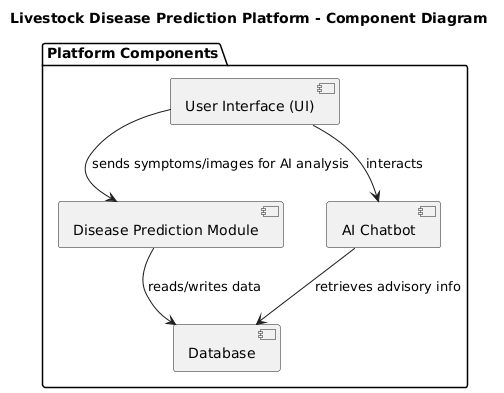 Livestock Disease Prediction Platform - Component Diagram
Platform Components
User Interface (UI)
sends symptoms/images for AI analysis
interacts
Disease Prediction Module
AI Chatbot
reads/writes data
retrieves advisory info
Database